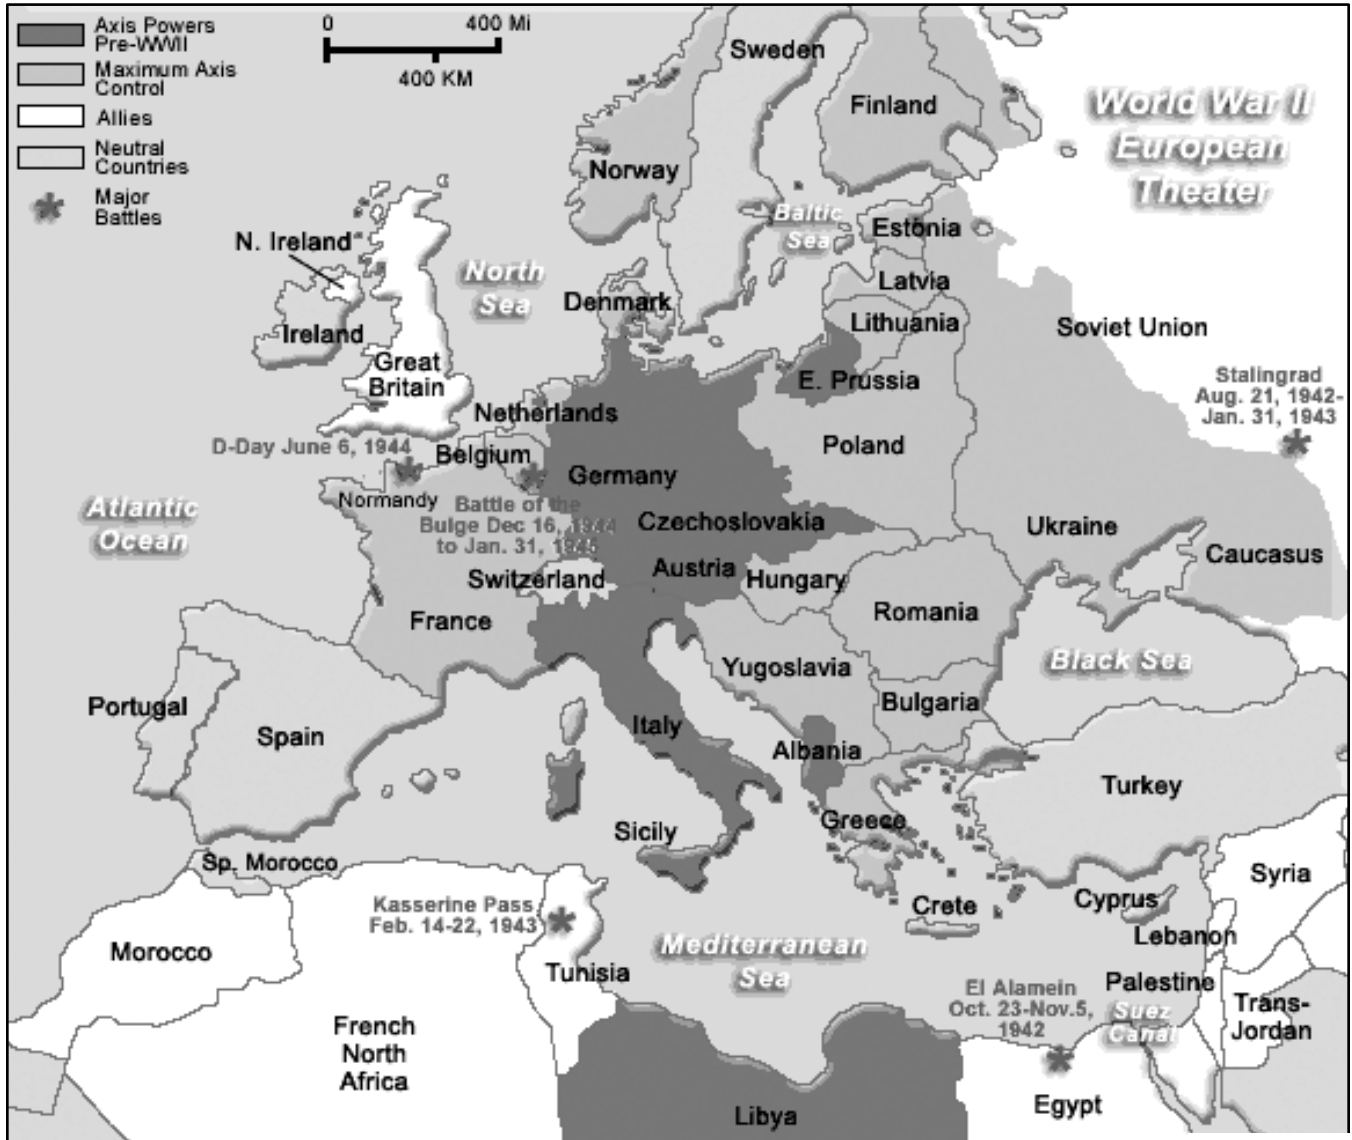 Axis Powers
Pre-WWII
Maximum Axis
Control
Allies
Neutral
Countries
Major
Battles
0 400 Mi
400 KM
World War II
European
Theater
Sweden
Finland
Norway
Baltic
Sea
Estonia
N. Ireland
North
Sea
Latvia
Denmark
Ireland
Lithuania
Soviet Union
Great
Britain
E. Prussia
Stalingrad
Aug. 21, 1942-
Jan. 31, 1943
Netherlands
D-Day June 6, 1944
Belgium
Poland
Germany
Normandy
Battle of the
Bulge Dec 16, 1944
to Jan. 31, 1945
Atlantic
Ocean
Czechoslovakia
Ukraine
Caucasus
Switzerland
Austria
Hungary
France
Romania
Yugoslavia
Black Sea
Portugal
Spain
Italy
Bulgaria
Albania
Turkey
Sicily
Greece
Sp. Morocco
Syria
Kasserine Pass
Feb. 14-22, 1943
Crete
Cyprus
Morocco
Mediterranean
Sea
Lebanon
Tunisia
Palestine
El Alamein
Oct. 23-Nov.5,
1942
Suez
Canal
Trans-
Jordan
French
North
Africa
Libya
Egypt